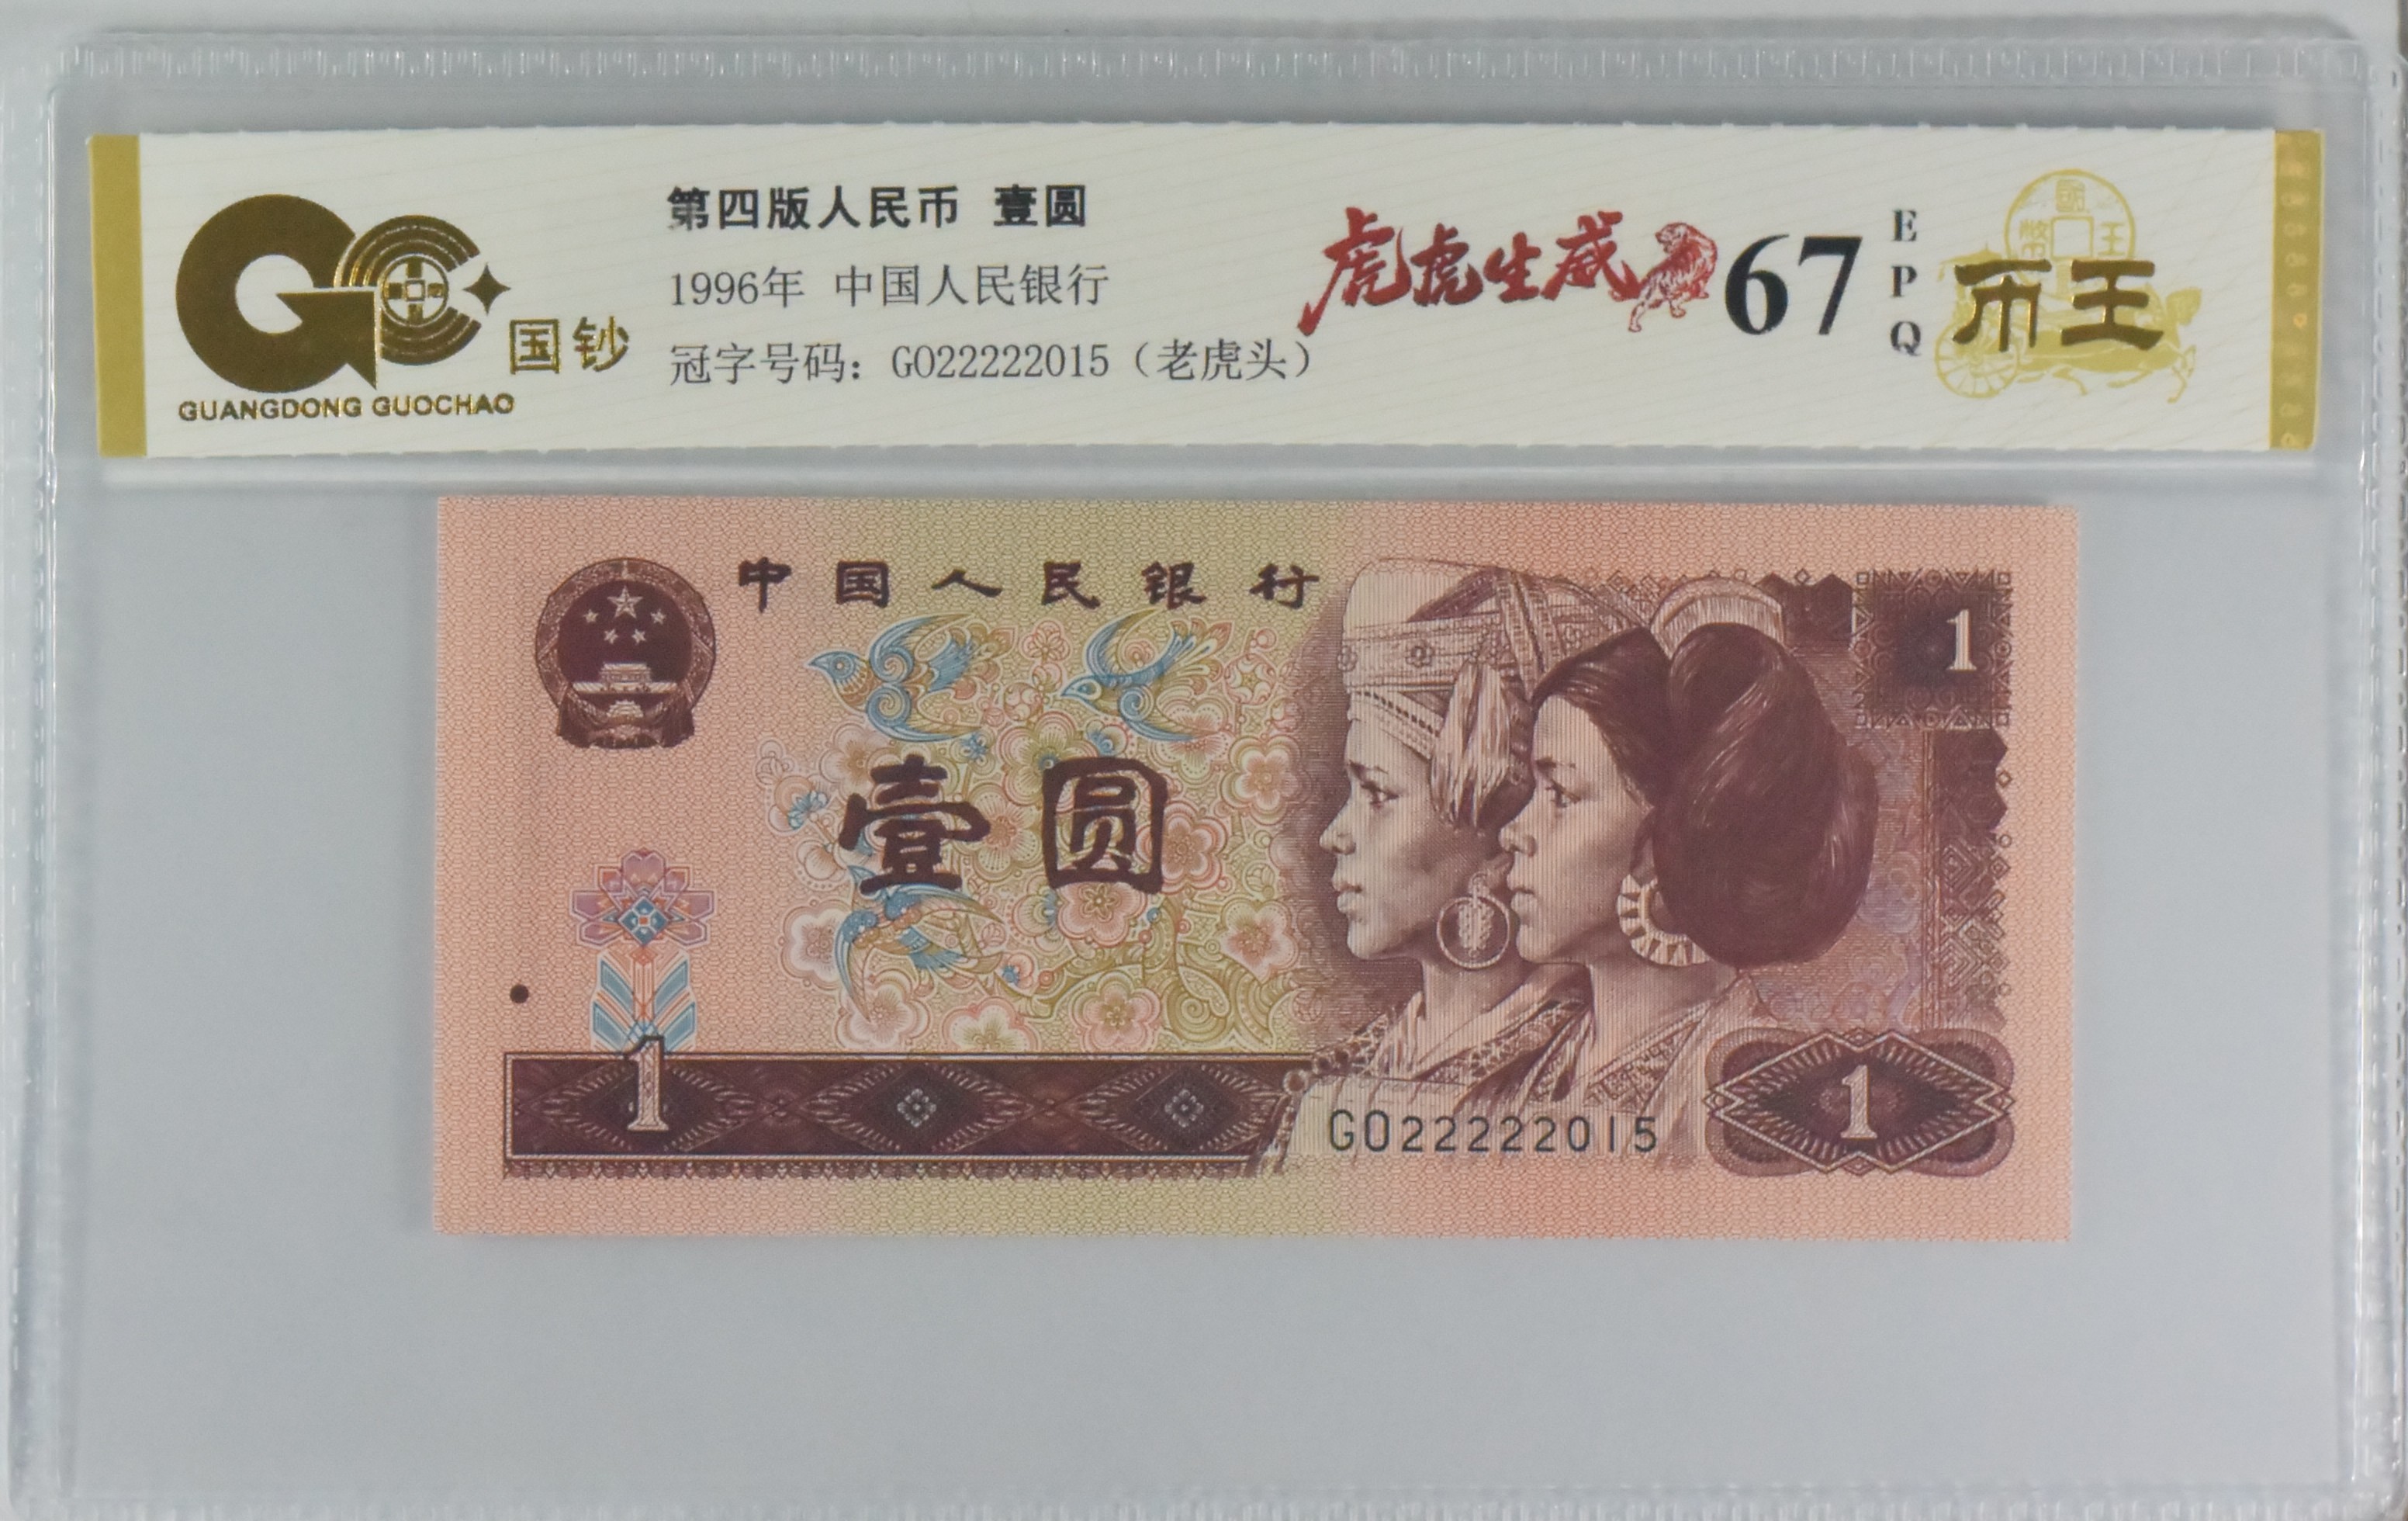 国钞
GUANGDONG GUOCHAO
第四版人民币 壹圆
1996年 中国人民银行
冠字号码：GO22222015（老虎头）
虎虎生威
67
EPQ
币王
中国人民银行
1
壹圆
1
GO22222015
1